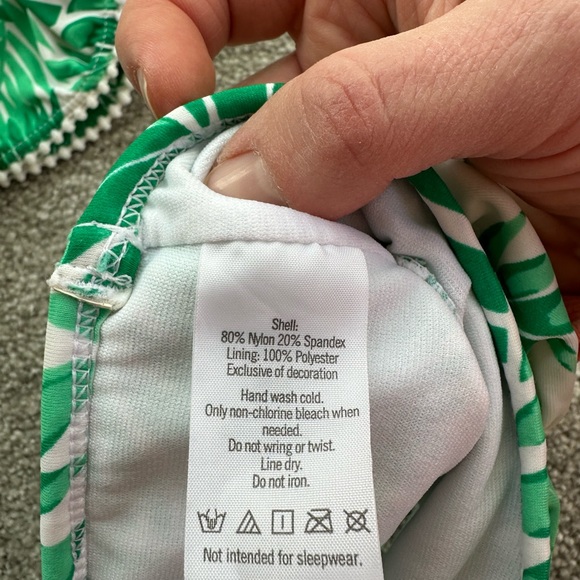 Shell:
80% Nylon 20% Spandex
Lining: 100% Polyester
Exclusive of decoration
Hand wash cold.
Only non-chlorine bleach when
needed.
Do not wring or twist.
Line dry.
Do not iron.
Not intended for sleepwear.